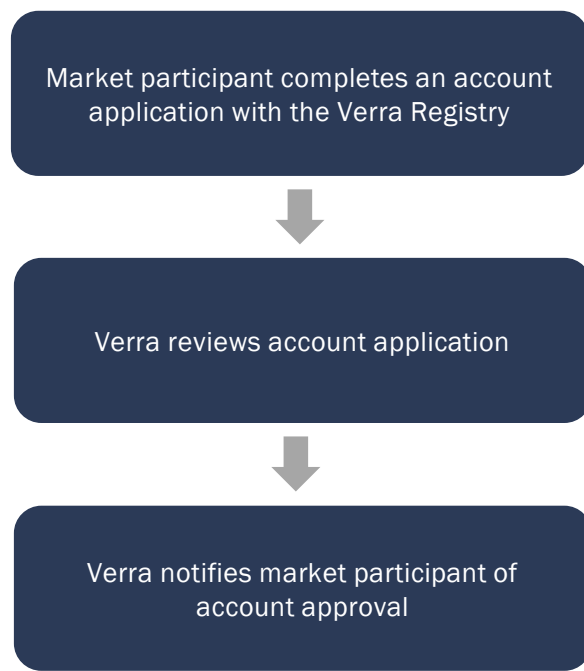 Market participant completes an account
application with the Verra Registry
Verra reviews account application
Verra notifies market participant of
account approval